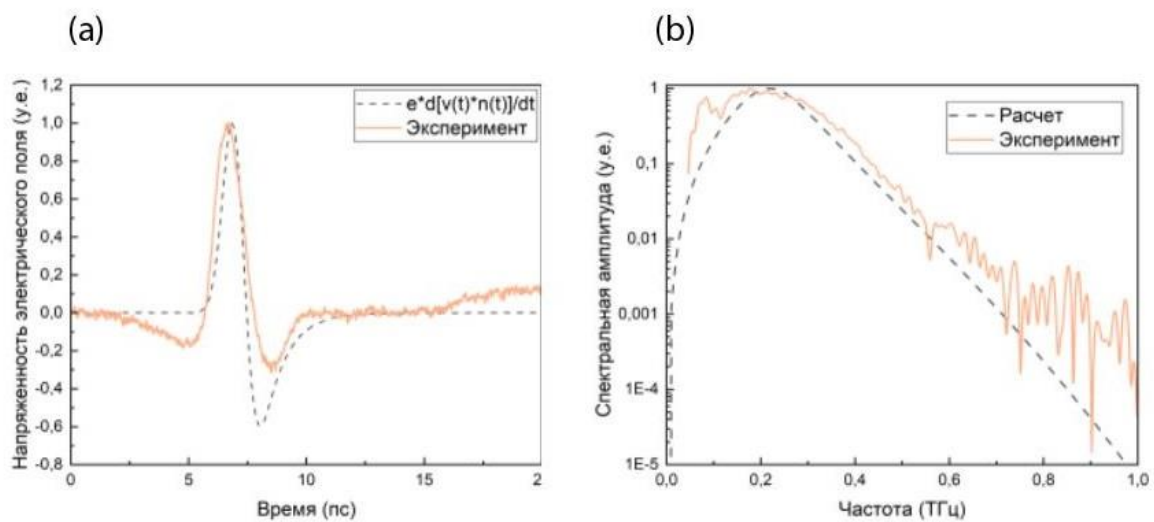 (a)
Напряженность электрического поля (у.е.)
1,2
1,0
0,8
0,6
0,4
0,2
0,0
-0,2
-0,4
-0,6
-0,8
e*d[v(t)*n(t)]/dt
Эксперимент
0
5
10
15
2
Время (пс)
(b)
Спектральная амплитуда (у.е.)
1
0,1
0,01
0,001
1E-4
1E-5
Расчет
Эксперимент
0,0
0,2
0,4
0,6
0,8
1,0
Частота (ТГц)